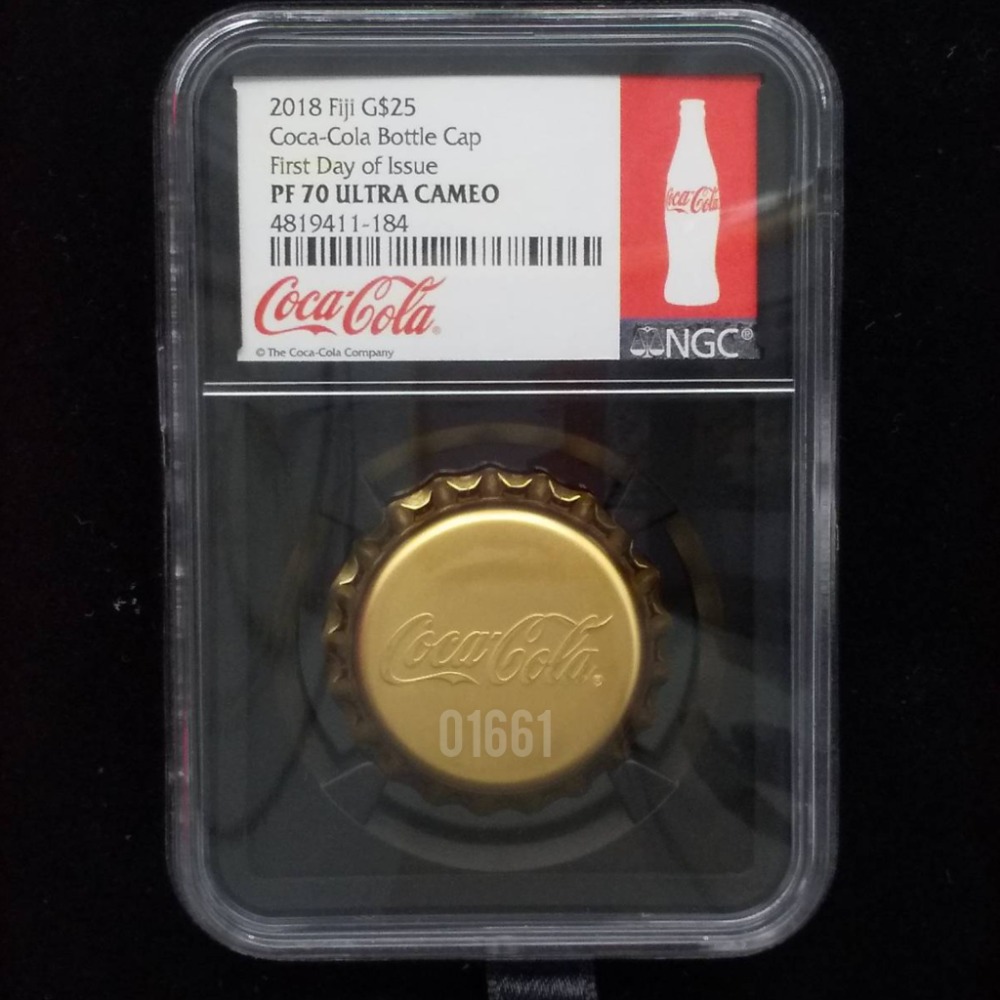 2018 Fiji G$25
Coca-Cola Bottle Cap
First Day of Issue
PF 70 ULTRA CAMEO
4819411-184
Coca-Cola®
© The Coca-Cola Company
Coca-Cola
NGC®
Coca-Cola®
01661